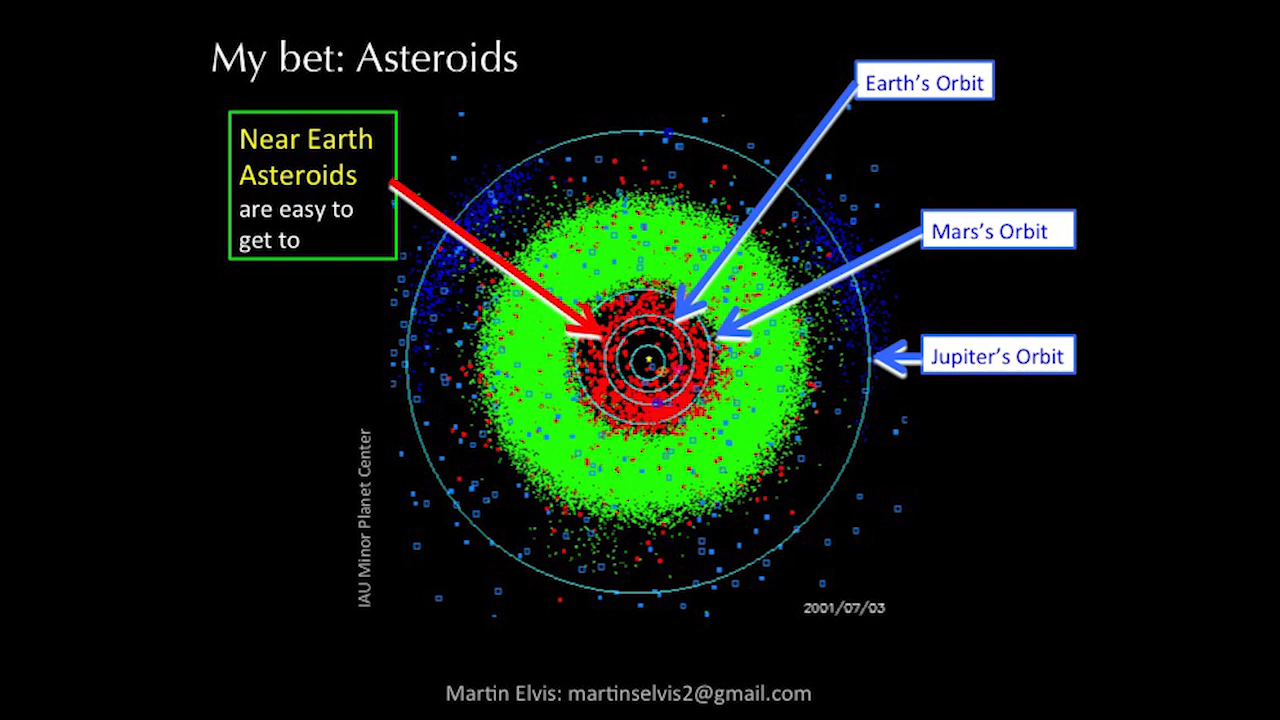 My bet: Asteroids
Earth's Orbit
Near Earth
Asteroids
are easy to
get to
Mars's Orbit
Jupiter's Orbit
IAU Minor Planet Center
2001/07/03
Martin Elvis: martinselvis2@gmail.com